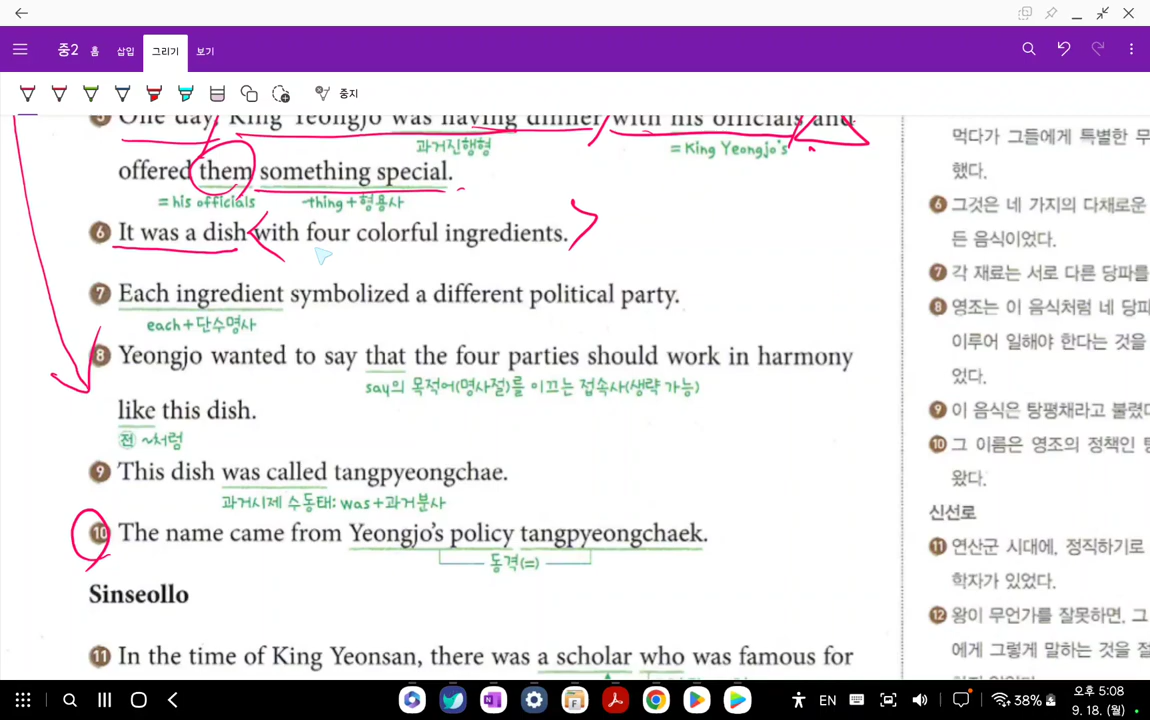 중2 홈 삽입 그리기 보기
중지
5 One day, King Yeongjo was having dinner with his officials and
과거진행형
= King Yeongjo's
offered them something special.
= his officials
-thing + 형용사
6 It was a dish with four colorful ingredients.
7 Each ingredient symbolized a different political party.
each + 단수명사
8 Yeongjo wanted to say that the four parties should work in harmony
say의 목적어(명사절)를 이끄는 접속사(생략 가능)
like this dish.
전 ~처럼
9 This dish was called tangpyeongchae.
과거시제 수동태: was + 과거분사
10 The name came from Yeongjo's policy tangpyeongchaek.
동격(=)
Sinseollo
11 In the time of King Yeonsan, there was a scholar who was famous for
먹다가 그들에게 특별한 무
했다.
6 그것은 네 가지의 다채로운
든 음식이었다.
7 각 재료는 서로 다른 당파를
8 영조는 이 음식처럼 네 당파
이루어 일해야 한다는 것을
었다.
9 이 음식은 탕평채라고 불렸다
10 그 이름은 영조의 정책인 탕
왔다.
신선로
11 연산군 시대에, 정직하기로
학자가 있었다.
12 왕이 무언가를 잘못하면, 그
에게 그렇게 말하는 것을 절
EN
38%
오후 5:08
9. 18. (월)